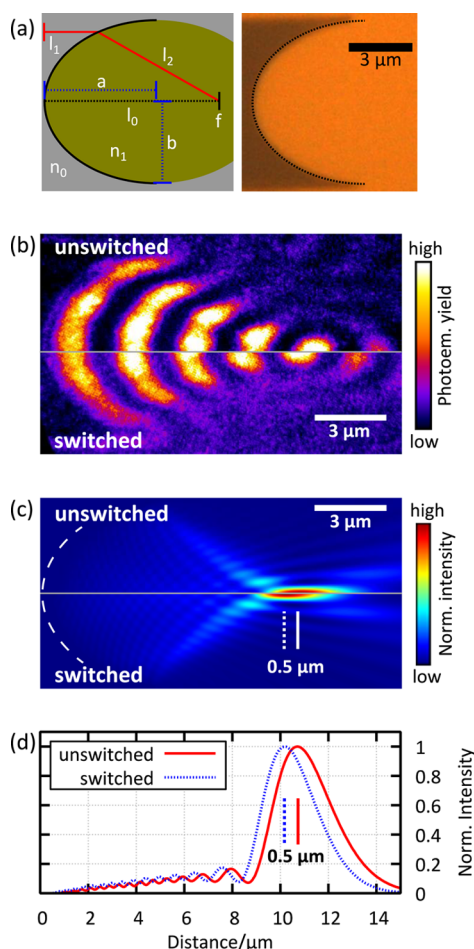 (a)
l1
l2
a
l0
f
n1
b
n0
3 µm
(b)
unswitched
switched
3 µm
high
Photoem. yield
low
(c)
unswitched
switched
3 µm
0.5 µm
high
Norm. intensity
low
(d)
unswitched
switched
0.5 µm
1
0.8
0.6
0.4
0.2
0
Norm. Intensity
0 2 4 6 8 10 12 14
Distance/µm